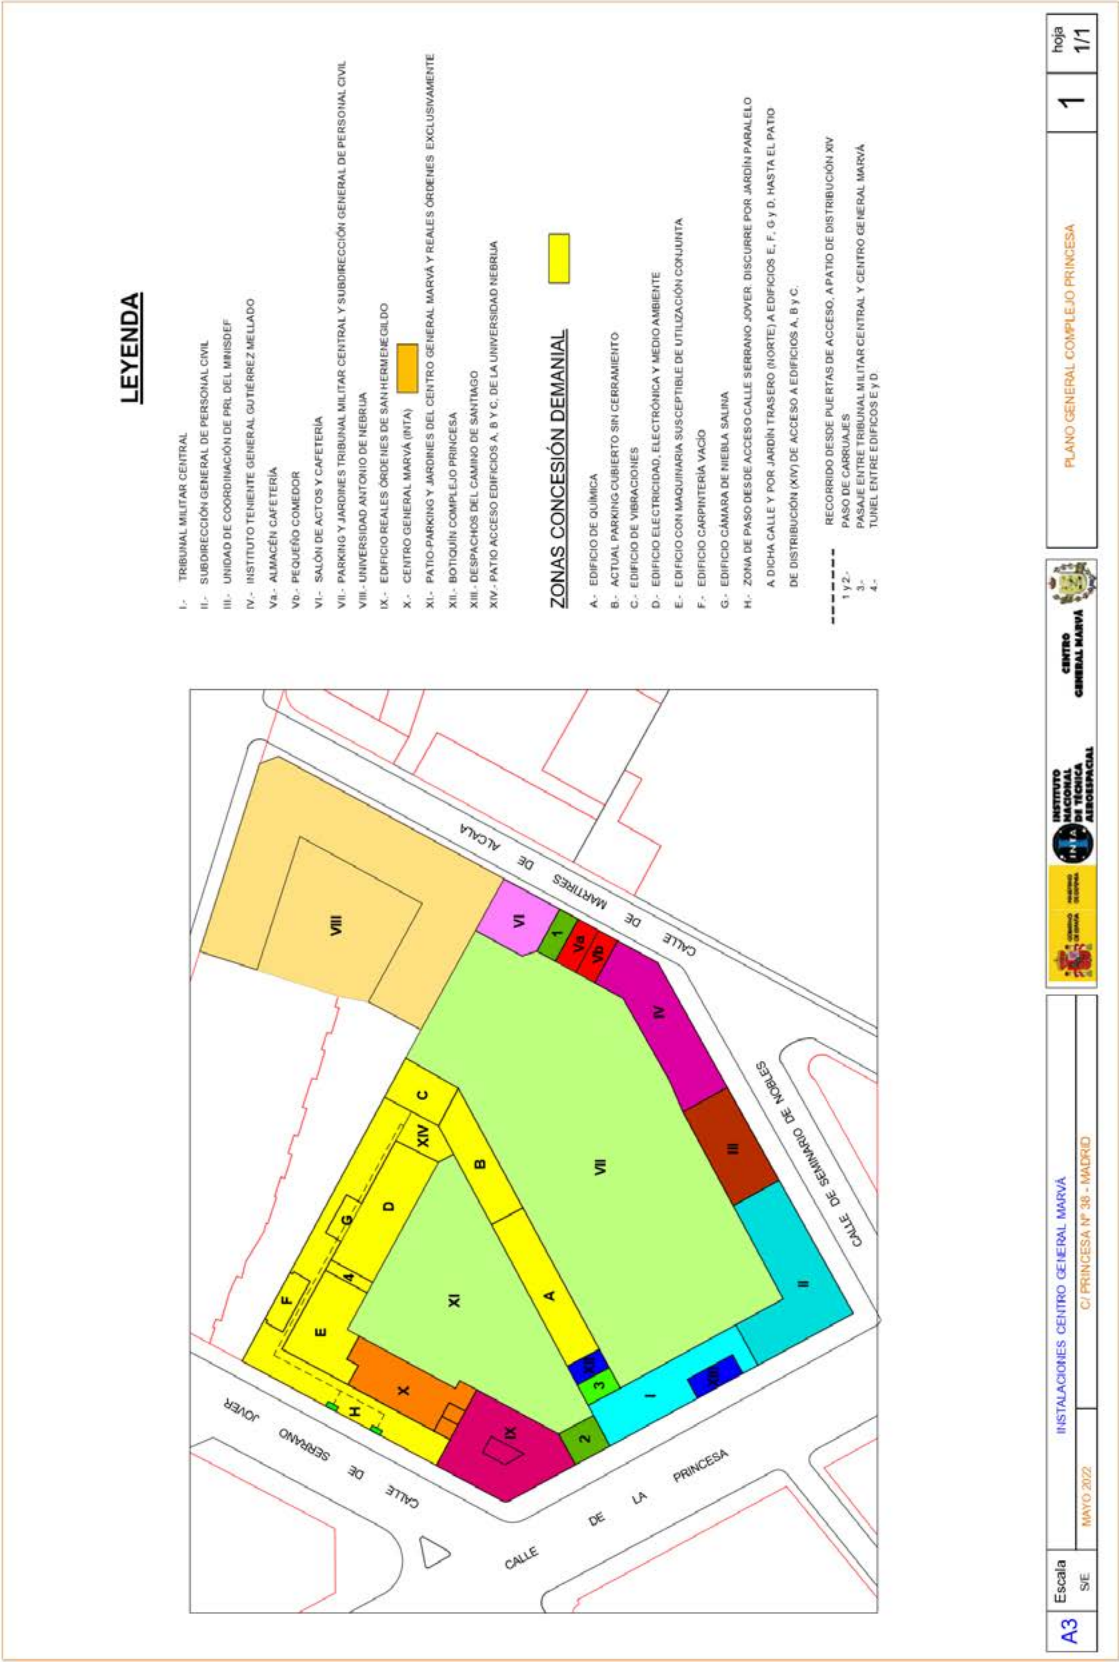 LEYENDA
I.- TRIBUNAL MILITAR CENTRAL
II.- SUBDIRECCIÓN GENERAL DE PERSONAL CIVIL
III.- UNIDAD DE COORDINACIÓN DE PRL DEL MINISDEF
IV.- INSTITUTO TENIENTE GENERAL GUTIÉRREZ MELLADO
Va.- ALMACÉN CAFETERÍA
Vb.- PEQUEÑO COMEDOR
VI.- SALÓN DE ACTOS Y CAFETERÍA
VII.- PARKING Y JARDINES TRIBUNAL MILITAR CENTRAL Y SUBDIRECCIÓN GENERAL DE PERSONAL CIVIL
VIII.- UNIVERSIDAD ANTONIO DE NEBRIJA
IX.- EDIFICIO REALES ÓRDENES DE SAN HERMENEGILDO
X.- CENTRO GENERAL MARVÁ (INTA)
XI.- PATIO-PARKING Y JARDINES DEL CENTRO GENERAL MARVÁ Y REALES ÓRDENES EXCLUSIVAMENTE
XII.- BOTIQUÍN COMPLEJO PRINCESA
XIII.- DESPACHOS DEL CAMINO DE SANTIAGO
XIV.- PATIO ACCESO EDIFICIOS A, B Y C, DE LA UNIVERSIDAD NEBRIJA
ZONAS CONCESIÓN DEMANIAL
A.- EDIFICIO DE QUÍMICA
B.- ACTUAL PARKING CUBIERTO SIN CERRAMIENTO
C.- EDIFICIO DE VIBRACIONES
D.- EDIFICIO ELECTRICIDAD, ELECTRÓNICA Y MEDIO AMBIENTE
E.- EDIFICIO CON MAQUINARIA SUSCEPTIBLE DE UTILIZACIÓN CONJUNTA
F.- EDIFICIO CARPINTERÍA VACÍO
G.- EDIFICIO CÁMARA DE NIEBLA SALINA
H.- ZONA DE PASO DESDE ACCESO CALLE SERRANO JOVER. DISCURRE POR JARDÍN PARALELO
A DICHA CALLE Y POR JARDÍN TRASERO (NORTE) A EDIFICIOS E, F, G y D, HASTA EL PATIO
DE DISTRIBUCIÓN (XIV) DE ACCESO A EDIFICIOS A, B y C.
RECORRIDO DESDE PUERTAS DE ACCESO, A PATIO DE DISTRIBUCIÓN XIV
1 y 2.- PASO DE CARRUAJES
3.- PASAJE ENTRE TRIBUNAL MILITAR CENTRAL Y CENTRO GENERAL MARVÁ
4.- TUNEL ENTRE EDIFICOS E y D
VIII
VI
1
Va
Vb
IV
III
II
VII
C
XIV
B
D
G
4
F
E
A
XI
X
H
3
I
2
IX
CALLE DE MARTIRES DE ALCALA
CALLE DE SEMINARIO DE NOBLES
CALLE DE LA PRINCESA
CALLE DE SERRANO JOVER
A3
Escala
S/E
INSTALACIONES CENTRO GENERAL MARVÁ
MAYO 2022
C/ PRINCESA Nº 38 - MADRID
GOBIERNO DE ESPAÑA
MINISTERIO DE DEFENSA
INTA
INSTITUTO
NACIONAL
DE TÉCNICA
AEROESPACIAL
CENTRO
GENERAL MARVÁ
PLANO GENERAL COMPLEJO PRINCESA
1
hoja
1/1